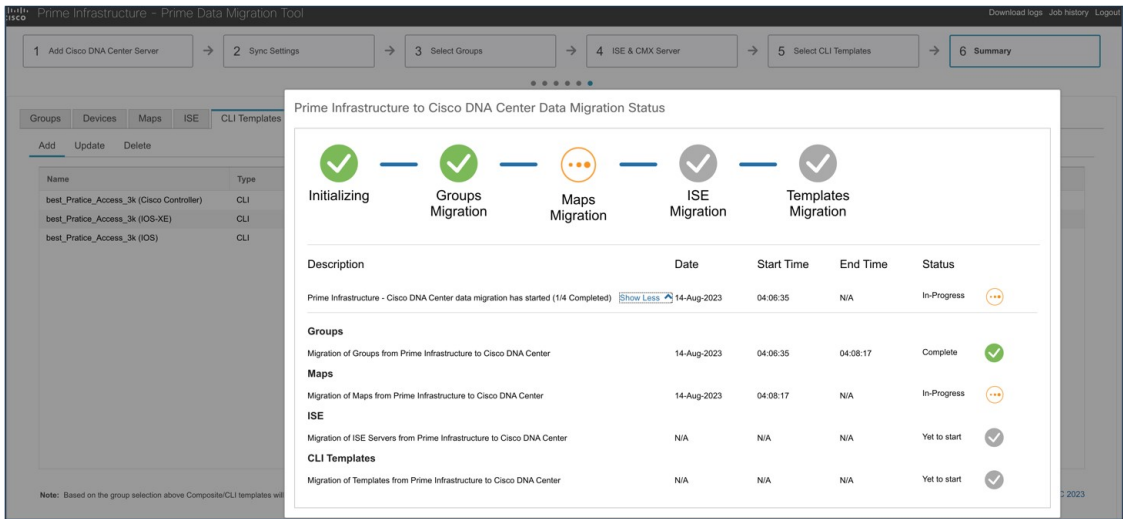 CISCO Prime Infrastructure - Prime Data Migration Tool Download logs Job history Logout
1 Add Cisco DNA Center Server 2 Sync Settings 3 Select Groups 4 ISE & CMX Server 5 Select CLI Templates 6 Summary
Groups Devices Maps ISE CLI Templates
Add Update Delete
Name Type
best_Pratice_Access_3k (Cisco Controller) CLI
best_Pratice_Access_3k (IOS-XE) CLI
best_Pratice_Access_3k (IOS) CLI
Note: Based on the group selection above Composite/CLI templates will
2023
Prime Infrastructure to Cisco DNA Center Data Migration Status
Initializing Groups Migration Maps Migration ISE Migration Templates Migration
Description Date Start Time End Time Status
Prime Infrastructure - Cisco DNA Center data migration has started (1/4 Completed) Show Less 14-Aug-2023 04:06:35 N/A In-Progress
Groups
Migration of Groups from Prime Infrastructure to Cisco DNA Center 14-Aug-2023 04:06:35 04:08:17 Complete
Maps
Migration of Maps from Prime Infrastructure to Cisco DNA Center 14-Aug-2023 04:08:17 N/A In-Progress
ISE
Migration of ISE Servers from Prime Infrastructure to Cisco DNA Center N/A N/A N/A Yet to start
CLI Templates
Migration of Templates from Prime Infrastructure to Cisco DNA Center N/A N/A N/A Yet to start